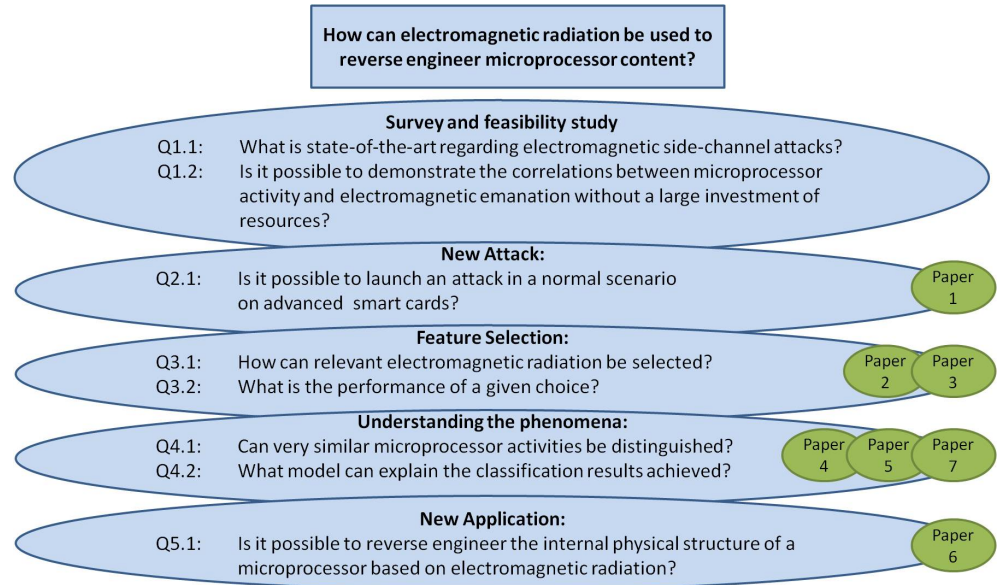 How can electromagnetic radiation be used to
reverse engineer microprocessor content?
Survey and feasibility study
Q1.1: What is state-of-the-art regarding electromagnetic side-channel attacks?
Q1.2: Is it possible to demonstrate the correlations between microprocessor
activity and electromagnetic emanation without a large investment of
resources?
New Attack:
Q2.1: Is it possible to launch an attack in a normal scenario
on advanced smart cards?
Paper
1
Feature Selection:
Q3.1: How can relevant electromagnetic radiation be selected?
Q3.2: What is the performance of a given choice?
Paper
2
Paper
3
Understanding the phenomena:
Q4.1: Can very similar microprocessor activities be distinguished?
Q4.2: What model can explain the classification results achieved?
Paper
4
Paper
5
Paper
7
New Application:
Q5.1: Is it possible to reverse engineer the internal physical structure of a
microprocessor based on electromagnetic radiation?
Paper
6